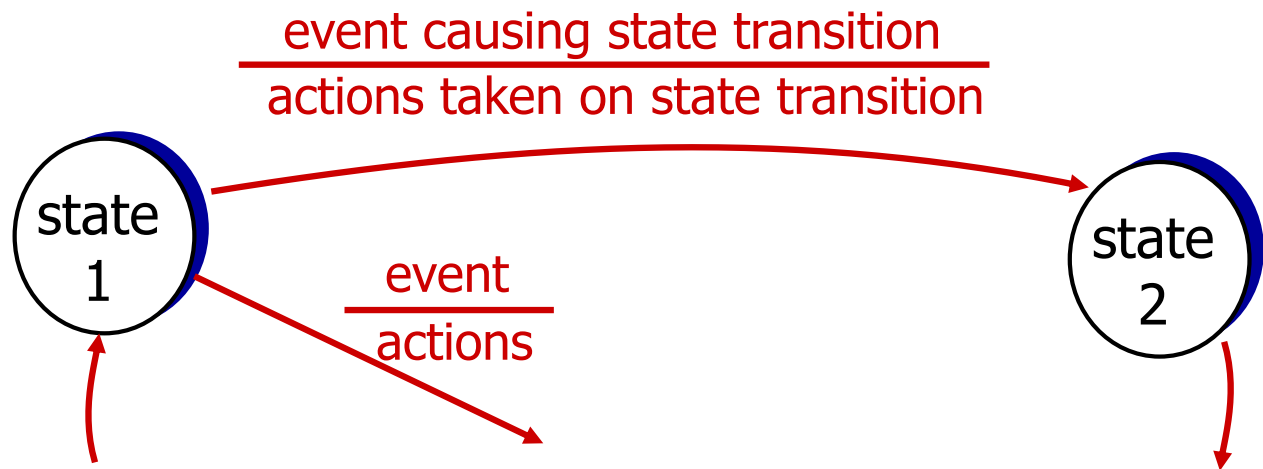 event causing state transition
actions taken on state transition
state
1
state
2
event
actions